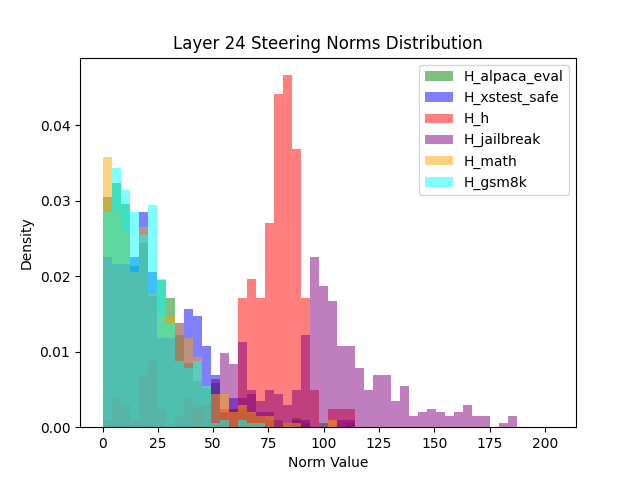 Layer 24 Steering Norms Distribution
H_alpaca_eval
H_xstest_safe
H_h
H_jailbreak
H_math
H_gsm8k
0.04
0.03
0.02
0.01
0.00
Density
0 25 50 75 100 125 150 175 200
Norm Value